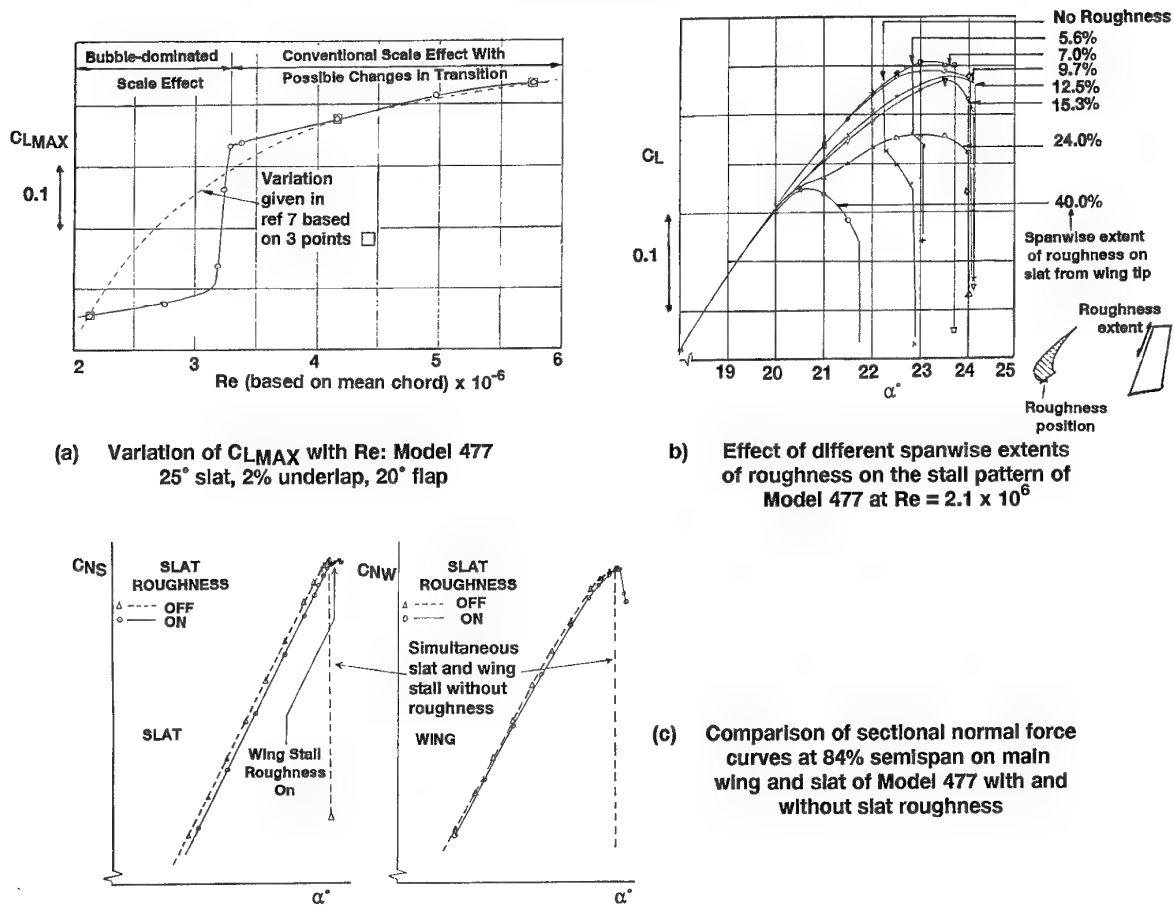 Bubble-dominated
Scale Effect
Conventional Scale Effect With
Possible Changes in Transition
CLMAX
0.1
Variation
given in
ref 7 based
on 3 points
2 3 4 5 6
Re (based on mean chord) x 10⁻⁶
(a) Variation of CLMAX with Re: Model 477
25° slat, 2% underlap, 20° flap
No Roughness
5.6%
7.0%
9.7%
12.5%
15.3%
24.0%
40.0%
CL
0.1
Spanwise extent
of roughness on
slat from wing tip
Roughness
extent
Roughness
position
19 20 21 22 23 24 25
α°
b) Effect of different spanwise extents
of roughness on the stall pattern of
Model 477 at Re = 2.1 x 10⁶
CNS
SLAT
ROUGHNESS
OFF
ON
SLAT
Wing Stall
Roughness
On
α°
Simultaneous
slat and wing
stall without
roughness
CNW
SLAT
ROUGHNESS
OFF
ON
WING
α°
(c) Comparison of sectional normal force
curves at 84% semispan on main
wing and slat of Model 477 with and
without slat roughness